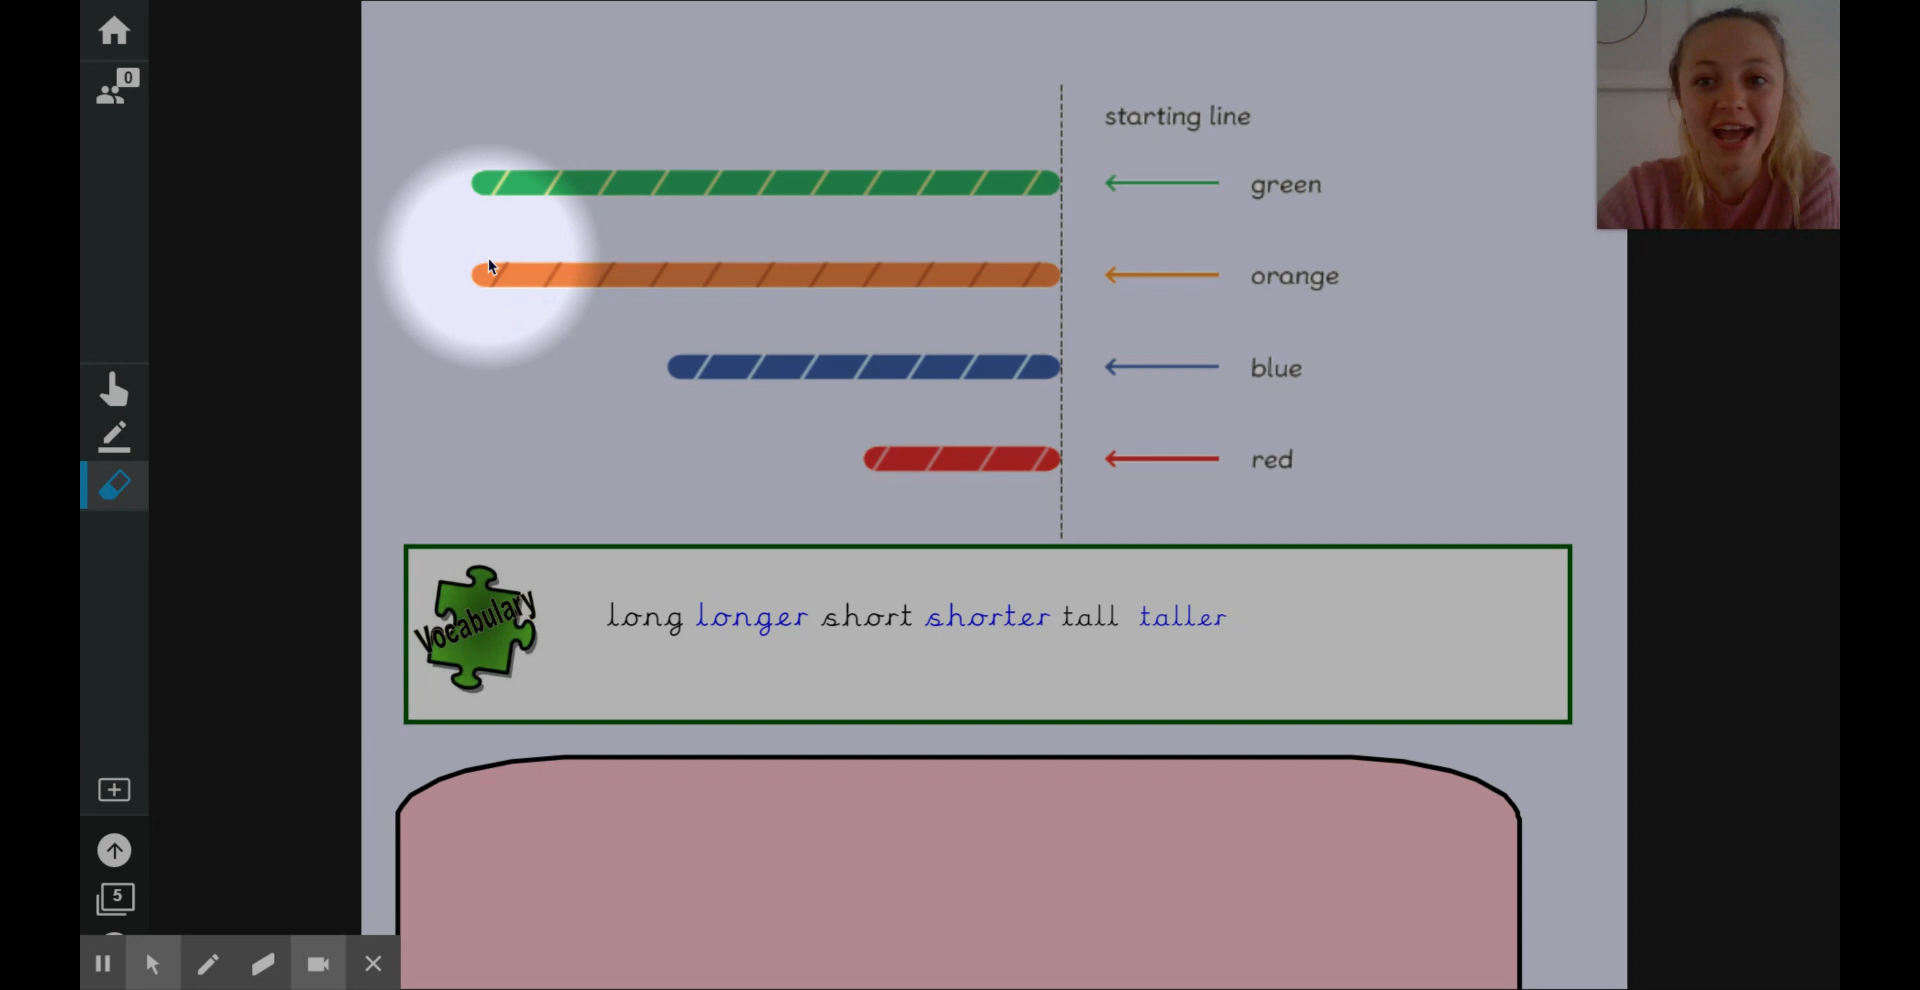 0
starting line
green
orange
blue
red
Vocabulary
long longer short shorter tall taller
5